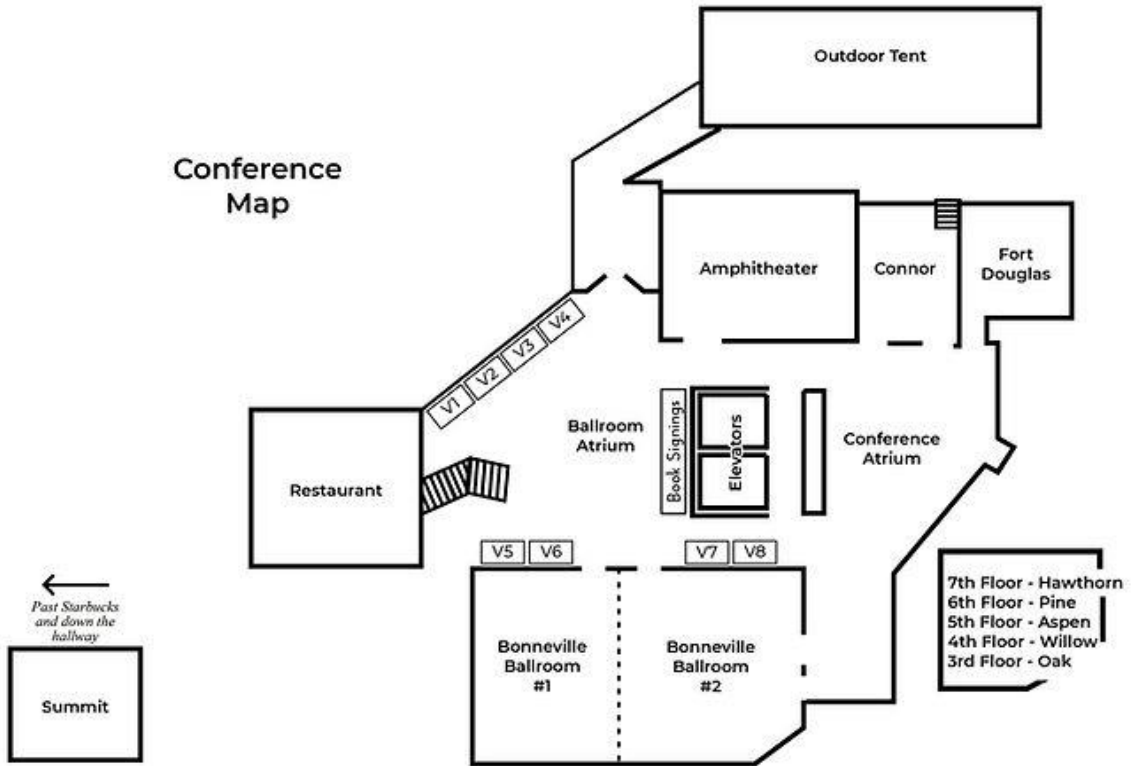 Outdoor Tent
Conference
Map
Amphitheater
Connor
Fort
Douglas
V4
V3
V2
V1
Ballroom
Atrium
Book Signings
Elevators
Conference
Atrium
Restaurant
V5
V6
V7
V8
Past Starbucks
and down the
hallway
Summit
Bonneville
Ballroom
#1
Bonneville
Ballroom
#2
7th Floor - Hawthorn
6th Floor - Pine
5th Floor - Aspen
4th Floor - Willow
3rd Floor - Oak